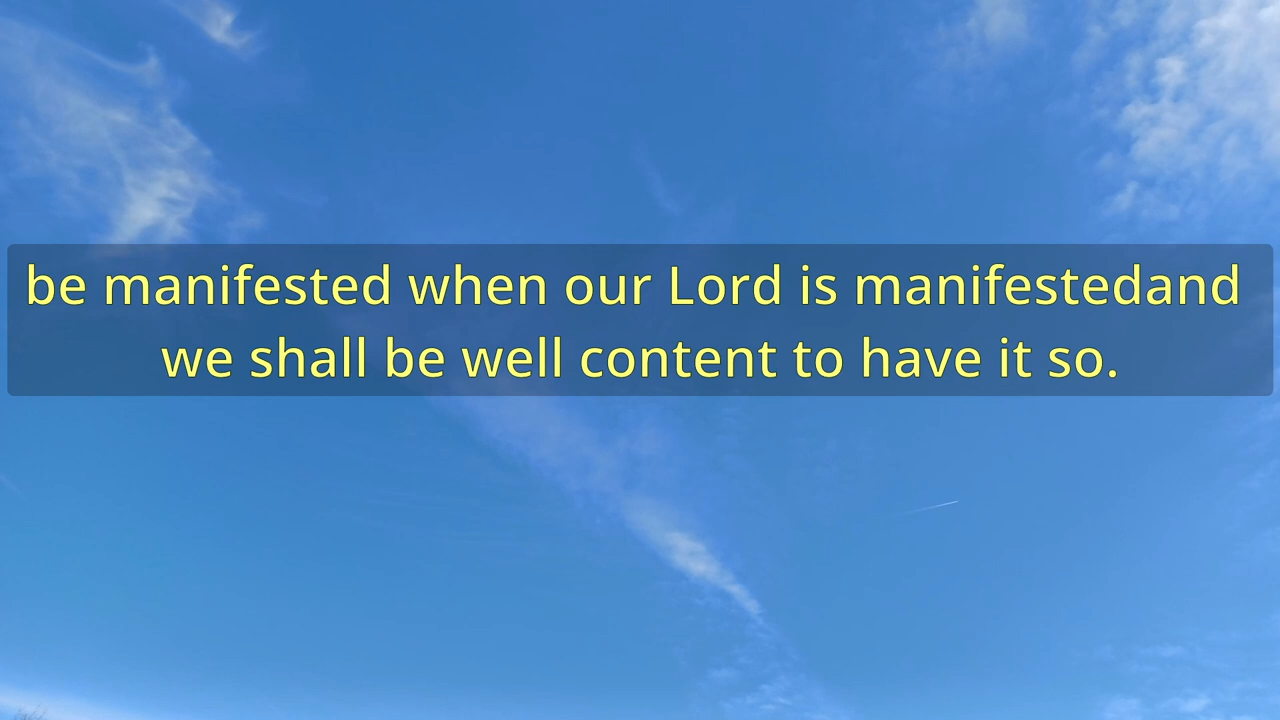 be manifested when our Lord is manifestedand
we shall be well content to have it so.